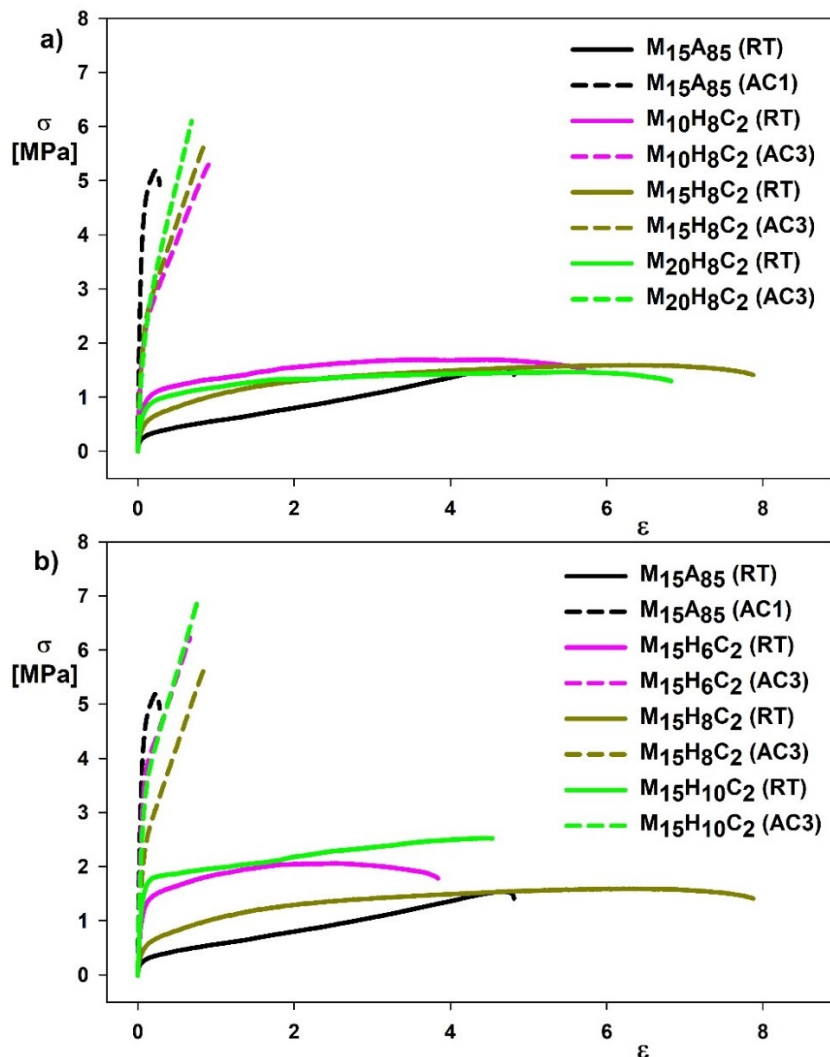 a)
8
7
6
5
4
3
2
1
0
σ
[MPa]
M15A85 (RT)
M15A85 (AC1)
M10H8C2 (RT)
M10H8C2 (AC3)
M15H8C2 (RT)
M15H8C2 (AC3)
M20H8C2 (RT)
M20H8C2 (AC3)
0 2 4 6 8
ε
b)
8
7
6
5
4
3
2
1
0
σ
[MPa]
M15A85 (RT)
M15A85 (AC1)
M15H6C2 (RT)
M15H6C2 (AC3)
M15H8C2 (RT)
M15H8C2 (AC3)
M15H10C2 (RT)
M15H10C2 (AC3)
0 2 4 6 8
ε